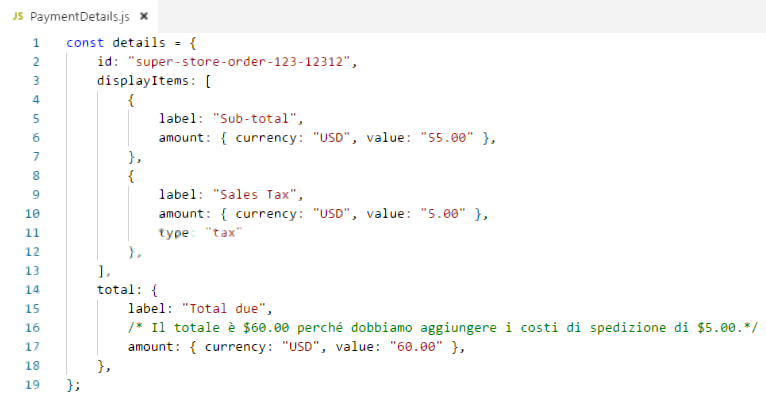 JS PaymentDetails.js ×
1 const details = {
2 id: "super-store-order-123-12312",
3 displayItems: [
4 {
5 label: "Sub-total",
6 amount: { currency: "USD", value: "55.00" },
7 },
8 {
9 label: "Sales Tax",
10 amount: { currency: "USD", value: "5.00" },
11 type: "tax"
12 },
13 ],
14 total: {
15 label: "Total due",
16 /* Il totale è $60.00 perché dobbiamo aggiungere i costi di spedizione di $5.00.*/
17 amount: { currency: "USD", value: "60.00" },
18 },
19 };